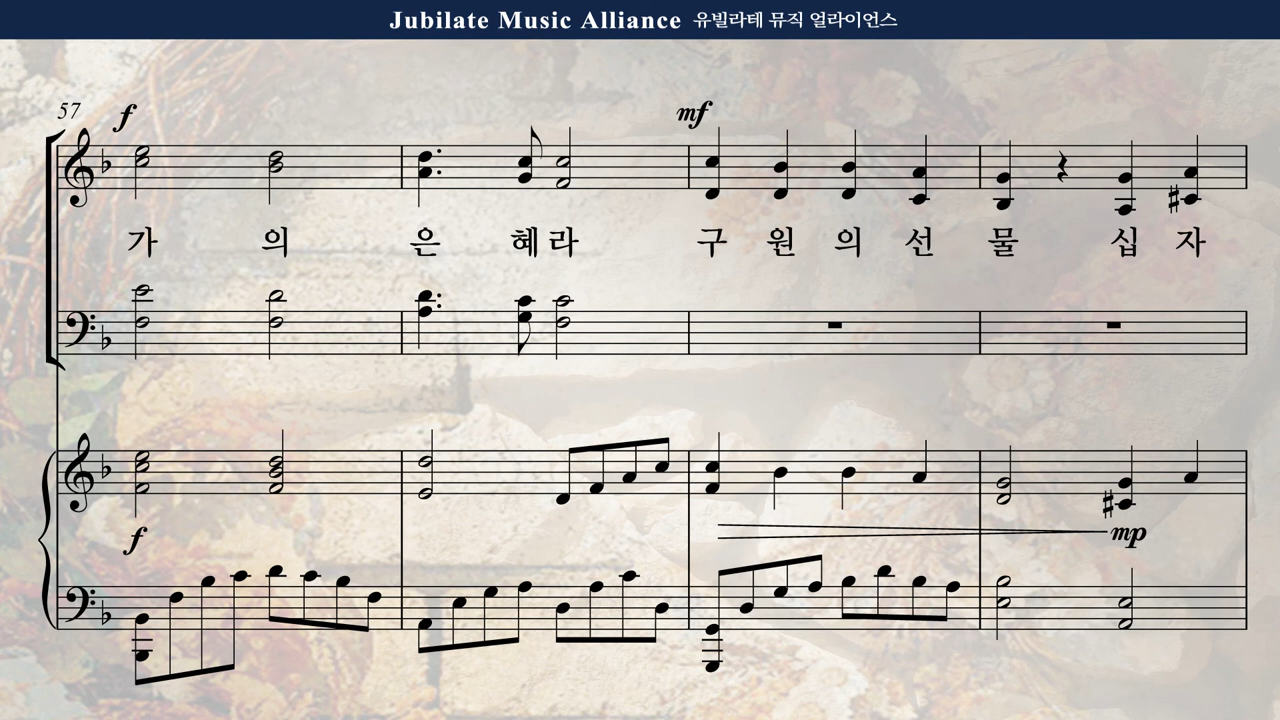 Jubilate Music Alliance 유빌라테 뮤직 얼라이언스
57
f
mf
가 의 은 혜 라 구 원 의 선 물 십 자
f
mp